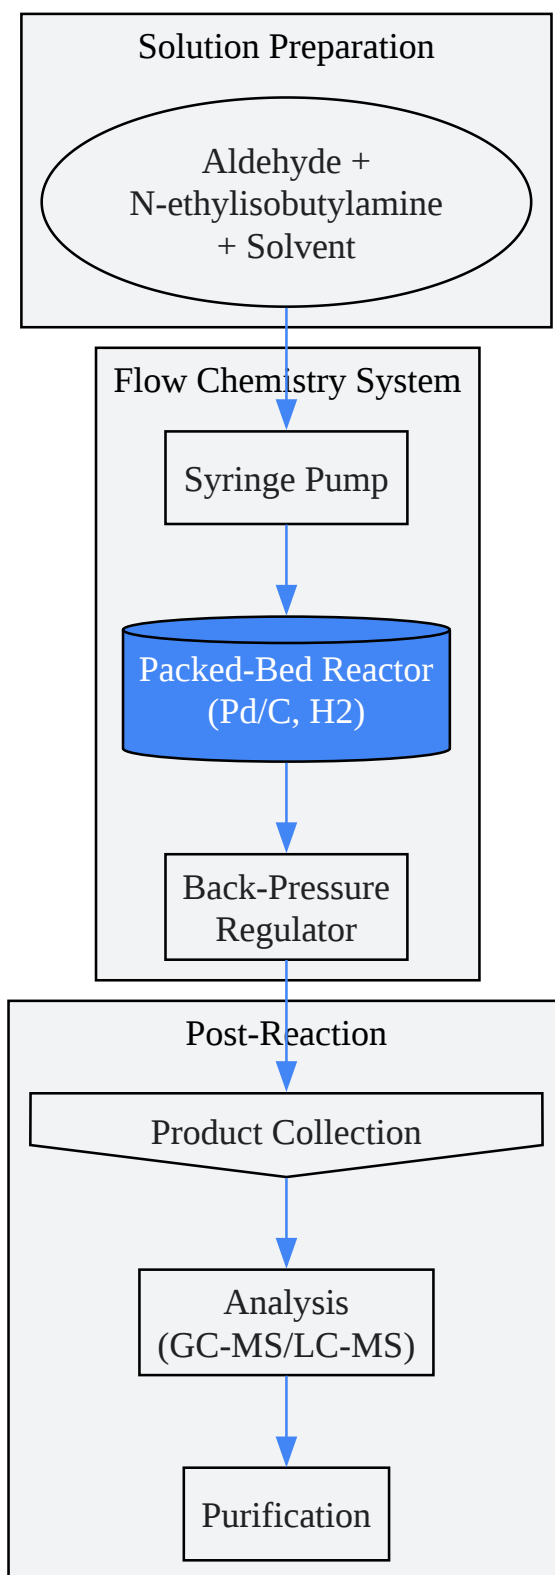 Solution Preparation
Aldehyde +
N-ethylisobutylamine
+ Solvent
Flow Chemistry System
Syringe Pump
Packed-Bed Reactor
(Pd/C, H2)
Back-Pressure
Regulator
Post-Reaction
Product Collection
Analysis
(GC-MS/LC-MS)
Purification